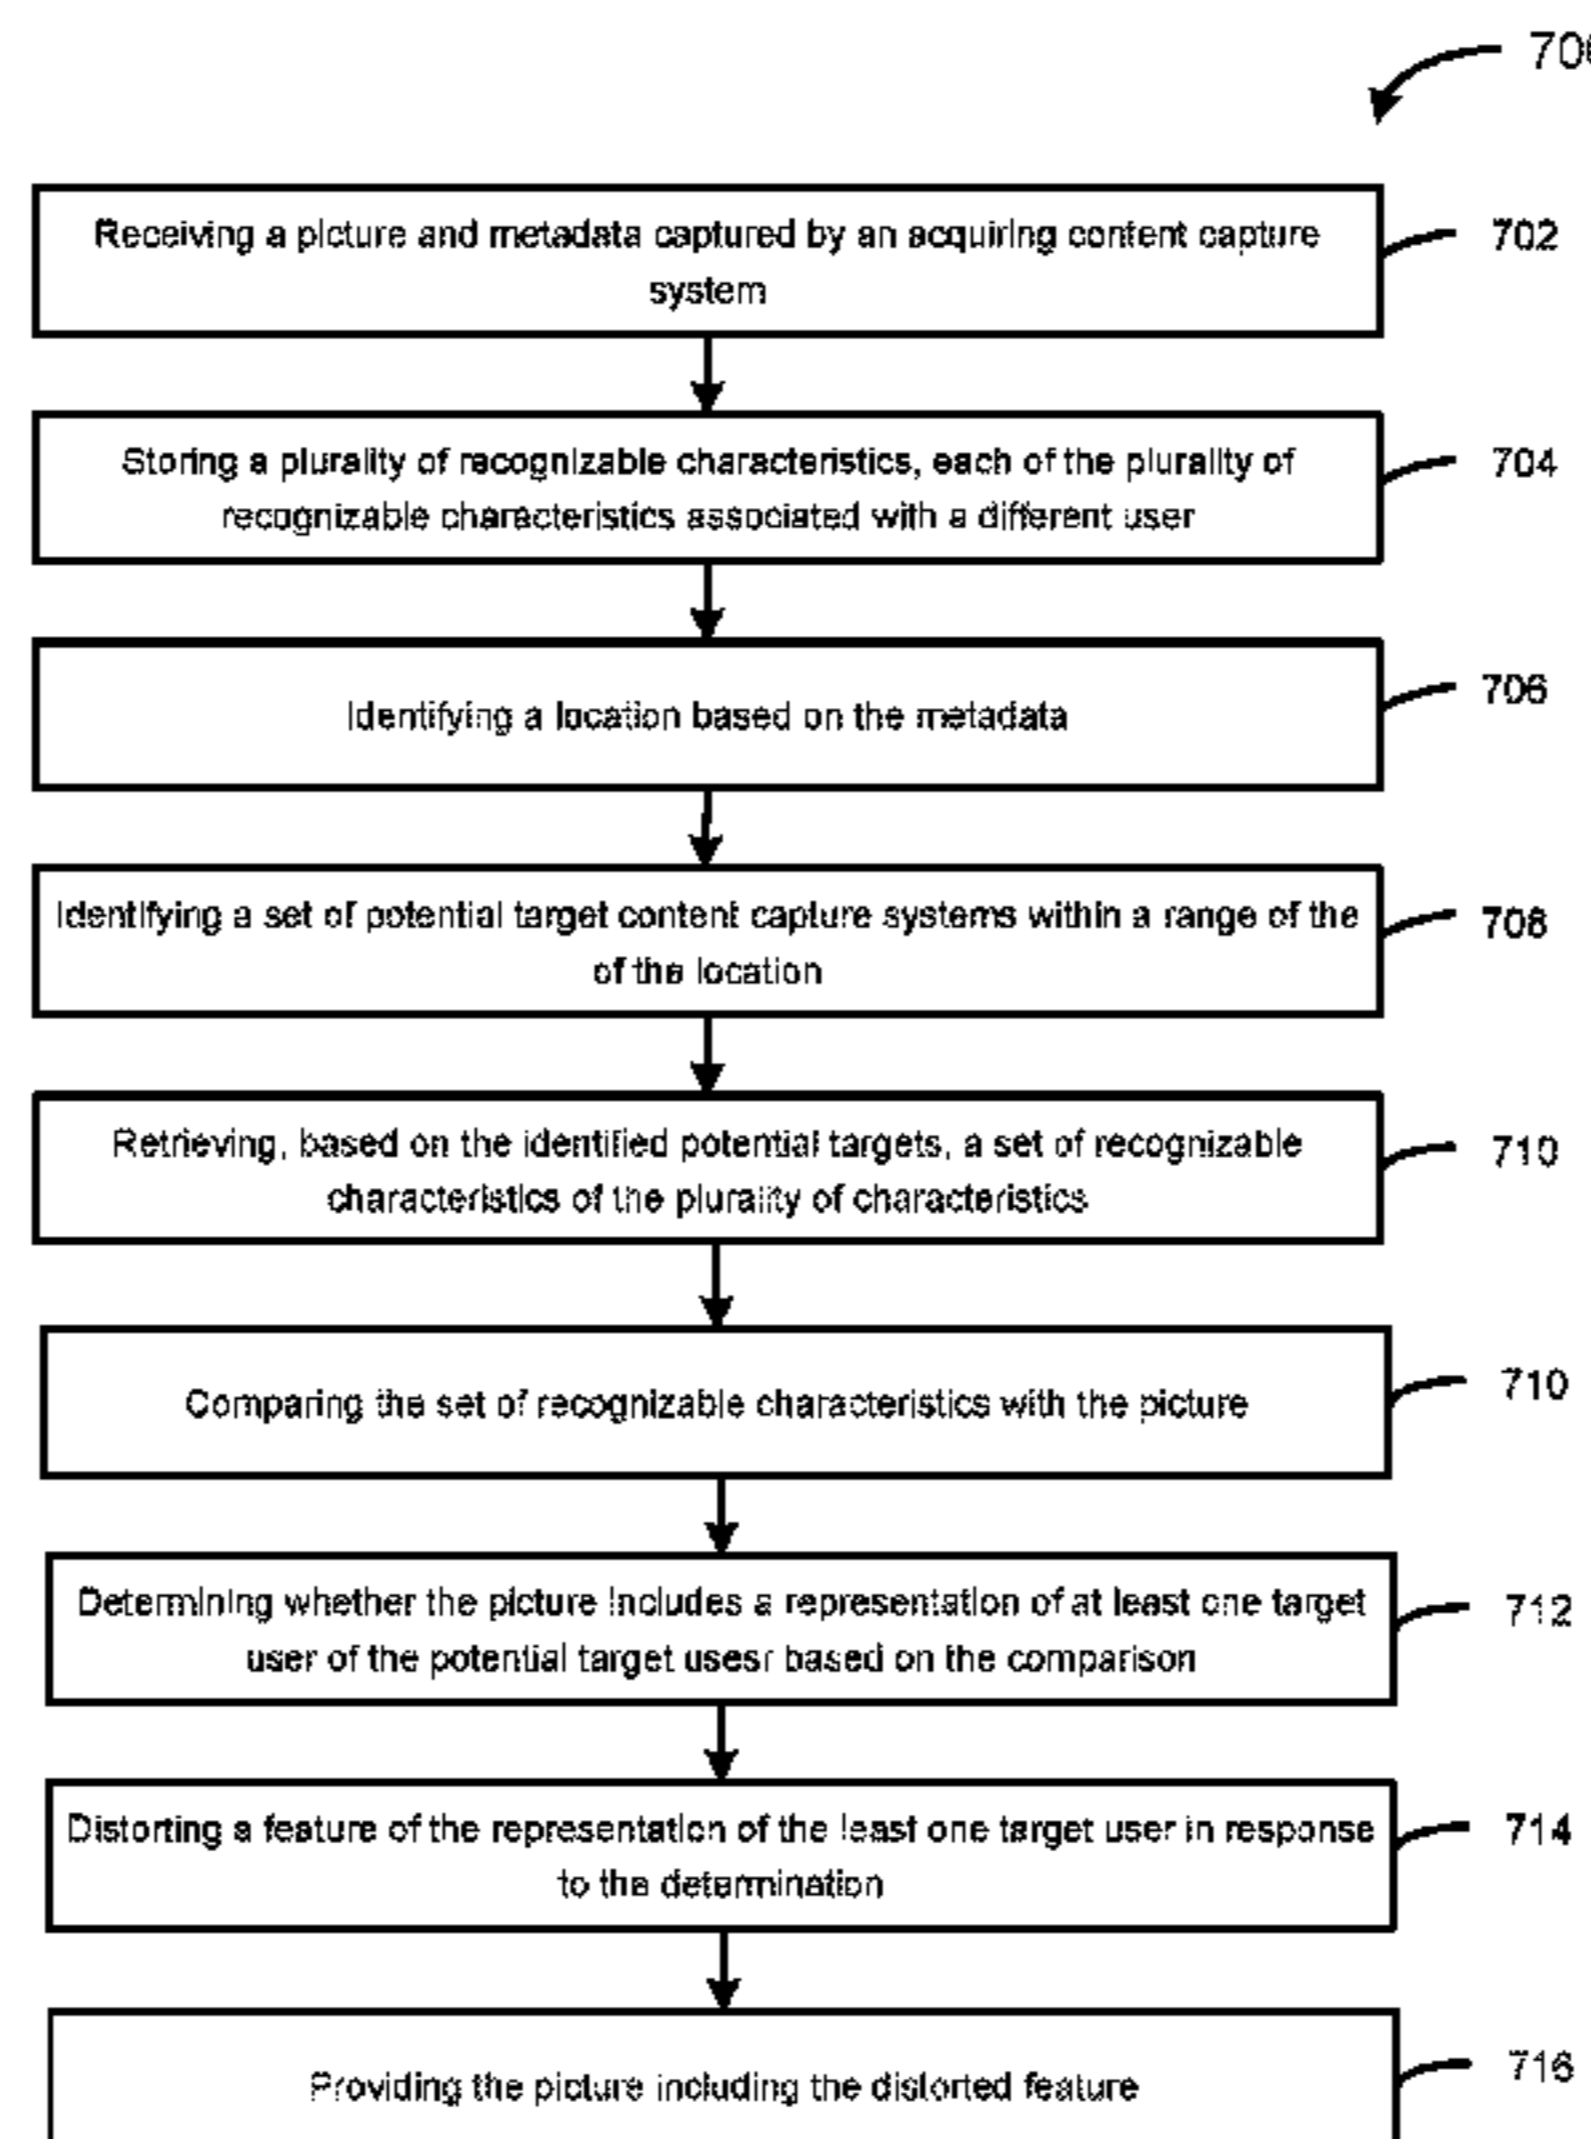 700
Receiving a picture and metadata captured by an acquiring content capture
system
702
Storing a plurality of recognizable characteristics, each of the plurality of
recognizable characteristics associated with a different user
704
Identifying a location based on the metadata
706
Identifying a set of potential target content capture systems within a range of the
of the location
708
Retrieving, based on the identified potential targets, a set of recognizable
characteristics of the plurality of characteristics
710
Comparing the set of recognizable characteristics with the picture
710
Determining whether the picture includes a representation of at least one target
user of the potential target usesr based on the comparison
712
Distorting a feature of the representation of the least one target user in response
to the determination
714
Providing the picture including the distorted feature
716